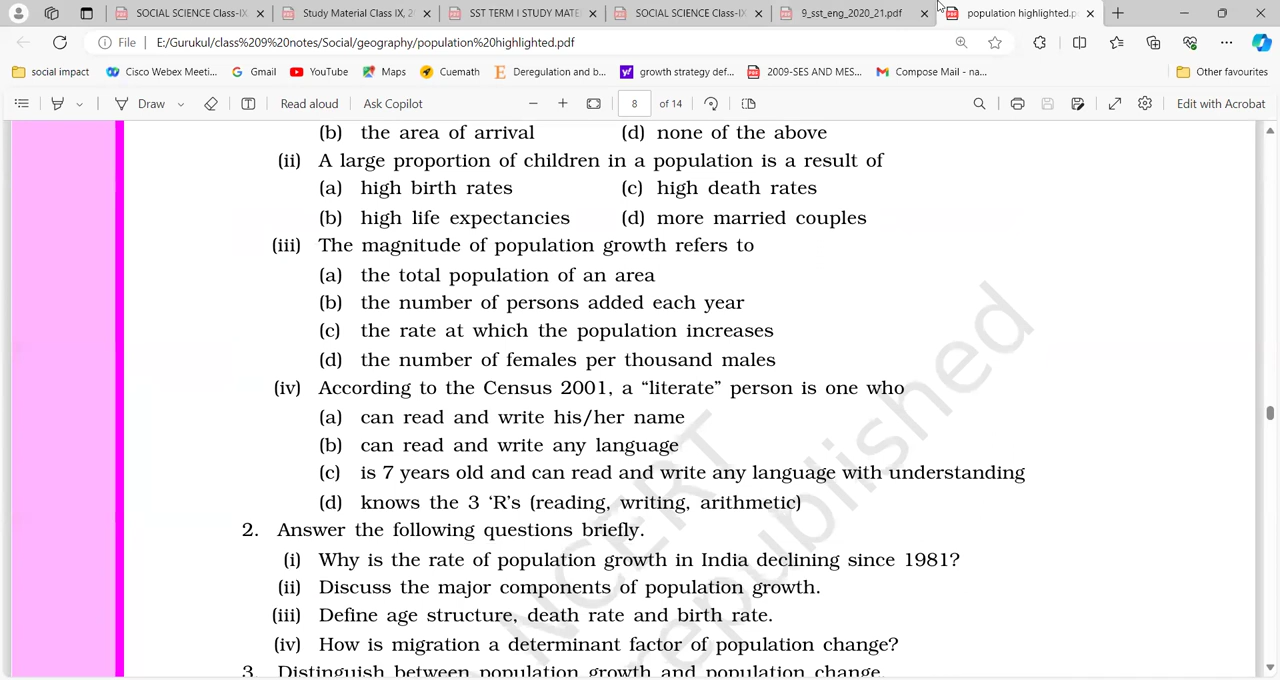 SOCIAL SCIENCE Class-IX
Study Material Class IX, 2
SST TERM I STUDY MATE
SOCIAL SCIENCE Class-IX
9_sst_eng_2020_21.pdf
population highlighted.p
File
E:/Gurukul/class%209%20notes/Social/geography/population%20highlighted.pdf
social impact
Cisco Webex Meeti...
Gmail
YouTube
Maps
Cuemath
Deregulation and b...
growth strategy def...
2009-SES AND MES...
Compose Mail - na...
Other favourites
Draw
Read aloud
Ask Copilot
8 of 14
Edit with Acrobat
(b) the area of arrival (d) none of the above
(ii) A large proportion of children in a population is a result of
(a) high birth rates (c) high death rates
(b) high life expectancies (d) more married couples
(iii) The magnitude of population growth refers to
(a) the total population of an area
(b) the number of persons added each year
(c) the rate at which the population increases
(d) the number of females per thousand males
(iv) According to the Census 2001, a “literate” person is one who
(a) can read and write his/her name
(b) can read and write any language
(c) is 7 years old and can read and write any language with understanding
(d) knows the 3 ‘R’s (reading, writing, arithmetic)
2. Answer the following questions briefly.
(i) Why is the rate of population growth in India declining since 1981?
(ii) Discuss the major components of population growth.
(iii) Define age structure, death rate and birth rate.
(iv) How is migration a determinant factor of population change?
3. Distinguish between population growth and population change.
NCERT
republished